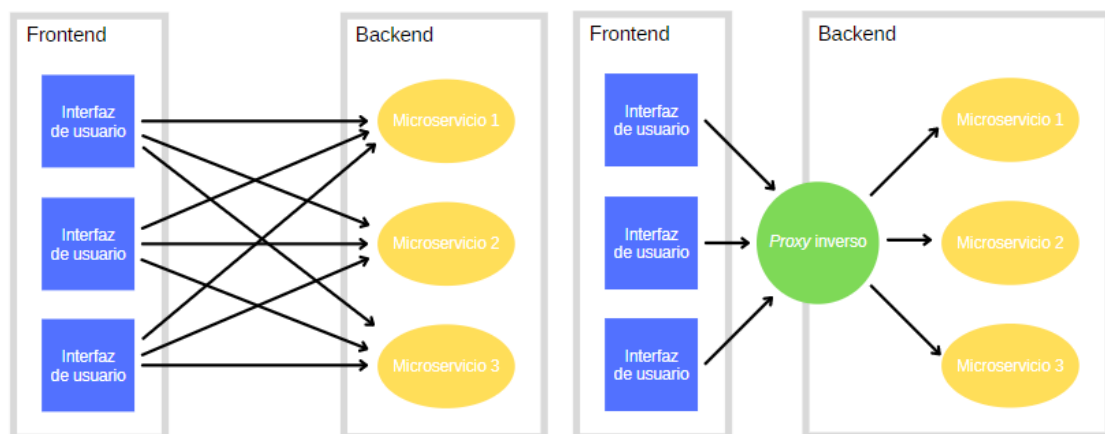 Frontend
Interfaz
de usuario
Interfaz
de usuario
Interfaz
de usuario
Backend
Microservicio 1
Microservicio 2
Microservicio 3
Frontend
Interfaz
de usuario
Interfaz
de usuario
Interfaz
de usuario
Proxy inverso
Backend
Microservicio 1
Microservicio 2
Microservicio 3